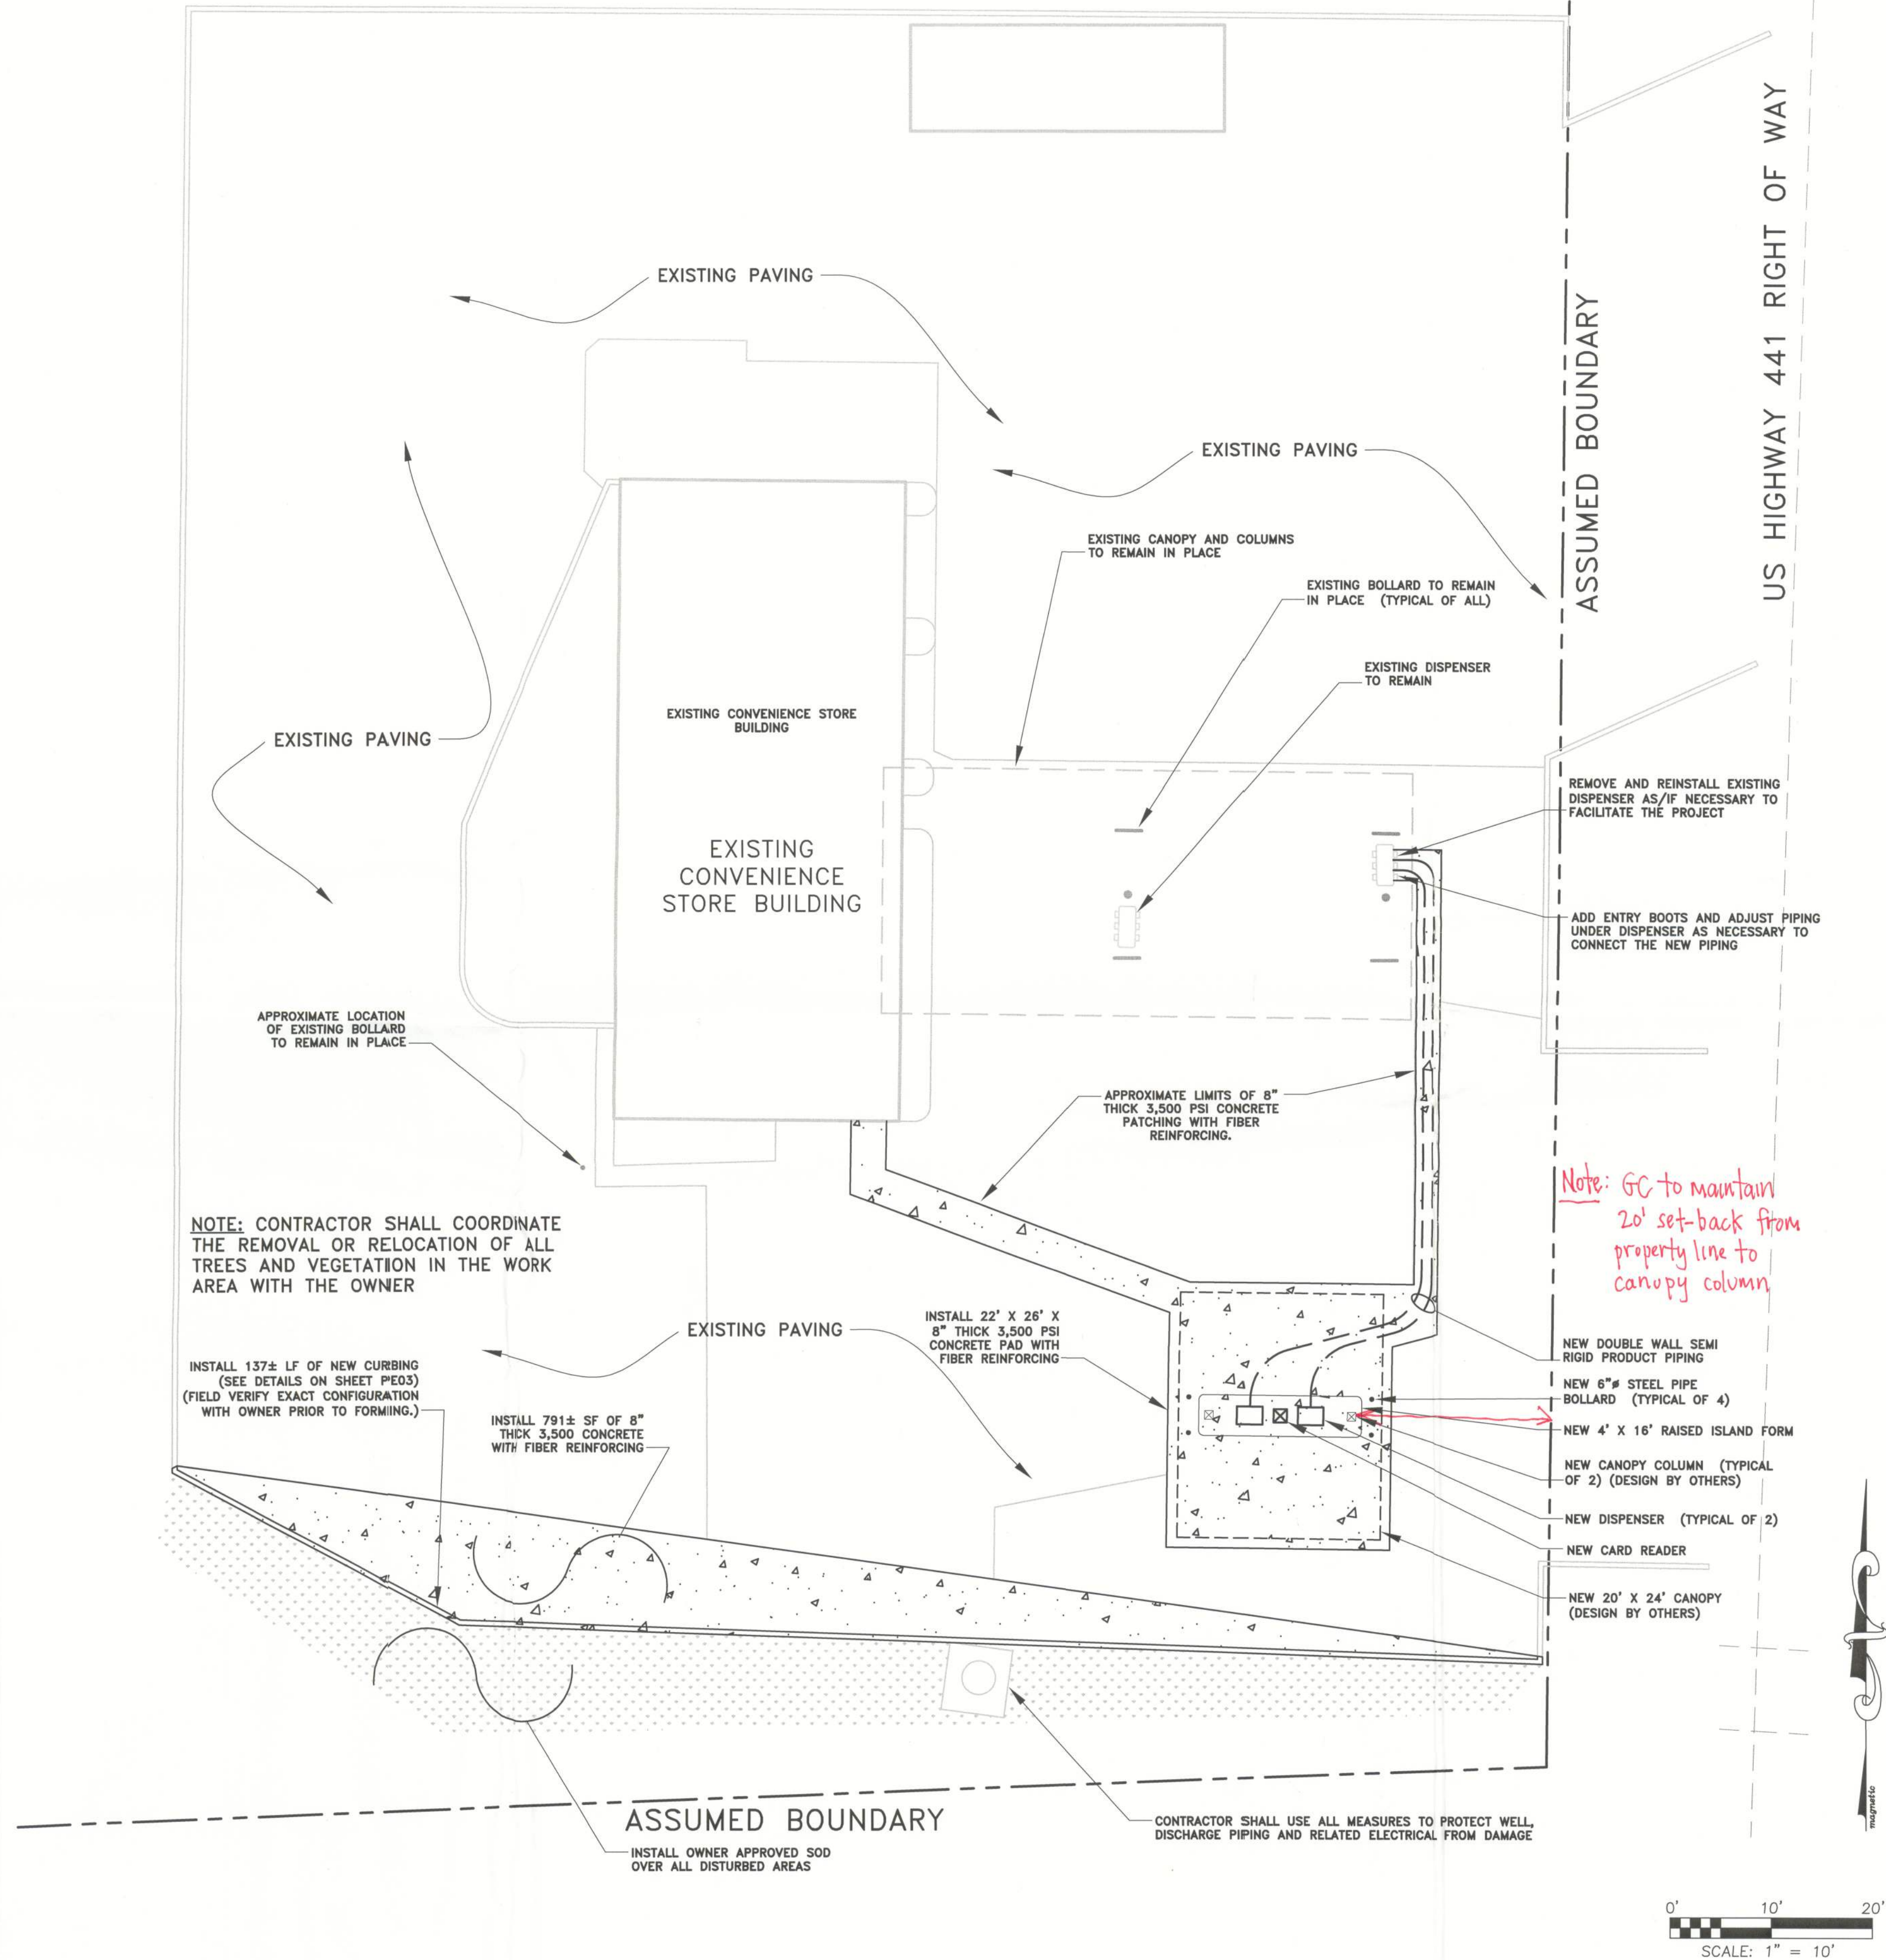 US HIGHWAY 441 RIGHT OF WAY
ASSUMED BOUNDARY
EXISTING PAVING
EXISTING PAVING
EXISTING CANOPY AND COLUMNS
TO REMAIN IN PLACE
EXISTING BOLLARD TO REMAIN
IN PLACE (TYPICAL OF ALL)
EXISTING DISPENSER
TO REMAIN
EXISTING CONVENIENCE STORE
BUILDING
EXISTING PAVING
EXISTING
CONVENIENCE
STORE BUILDING
REMOVE AND REINSTALL EXISTING
DISPENSER AS/IF NECESSARY TO
FACILITATE THE PROJECT
ADD ENTRY BOOTS AND ADJUST PIPING
UNDER DISPENSER AS NECESSARY TO
CONNECT THE NEW PIPING
APPROXIMATE LOCATION
OF EXISTING BOLLARD
TO REMAIN IN PLACE
APPROXIMATE LIMITS OF 8"
THICK 3,500 PSI CONCRETE
PATCHING WITH FIBER
REINFORCING.
Note: GC to maintain
20' set-back from
property line to
canopy column
NOTE: CONTRACTOR SHALL COORDINATE
THE REMOVAL OR RELOCATION OF ALL
TREES AND VEGETATION IN THE WORK
AREA WITH THE OWNER
EXISTING PAVING
INSTALL 22' X 26' X
8" THICK 3,500 PSI
CONCRETE PAD WITH
FIBER REINFORCING
NEW DOUBLE WALL SEMI
RIGID PRODUCT PIPING
NEW 6"ø STEEL PIPE
BOLLARD (TYPICAL OF 4)
NEW 4' X 16' RAISED ISLAND FORM
NEW CANOPY COLUMN (TYPICAL
OF 2) (DESIGN BY OTHERS)
NEW DISPENSER (TYPICAL OF 2)
NEW CARD READER
NEW 20' X 24' CANOPY
(DESIGN BY OTHERS)
INSTALL 137± LF OF NEW CURBING
(SEE DETAILS ON SHEET PE03)
(FIELD VERIFY EXACT CONFIGURATION
WITH OWNER PRIOR TO FORMING.)
INSTALL 791± SF OF 8"
THICK 3,500 CONCRETE
WITH FIBER REINFORCING
ASSUMED BOUNDARY
INSTALL OWNER APPROVED SOD
OVER ALL DISTURBED AREAS
CONTRACTOR SHALL USE ALL MEASURES TO PROTECT WELL,
DISCHARGE PIPING AND RELATED ELECTRICAL FROM DAMAGE
magnetic
0' 10' 20'
SCALE: 1" = 10'